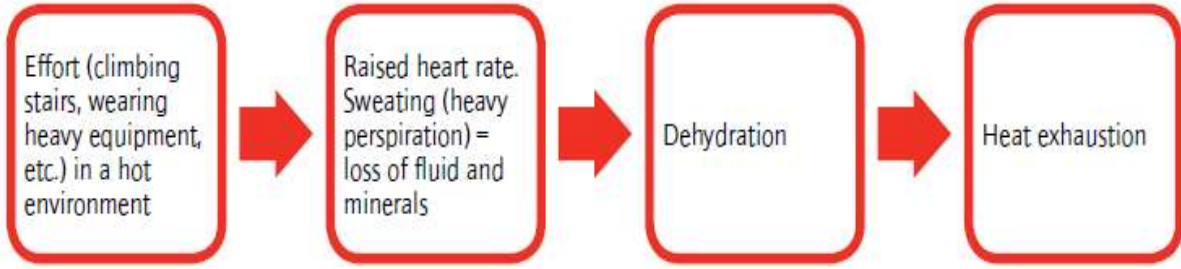 Effort (climbing
stairs, wearing
heavy equipment,
etc.) in a hot
environment
Raised heart rate.
Sweating (heavy
perspiration) =
loss of fluid and
minerals
Dehydration
Heat exhaustion